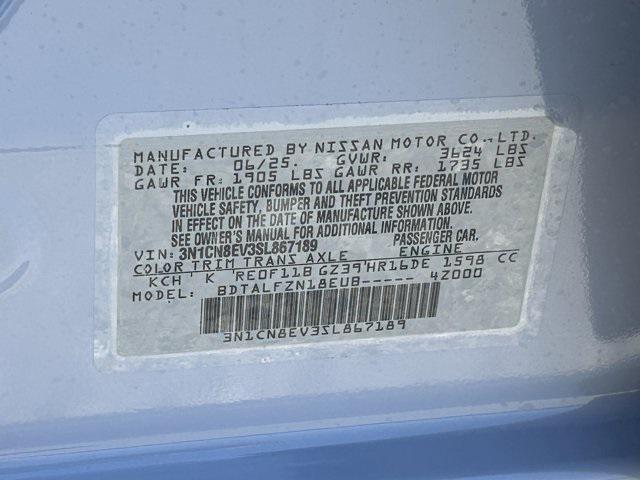 MANUFACTURED BY NISSAN MOTOR CO.,LTD.
DATE: 06/25. GVWR: 3624 LBS
GAWR FR: 1905 LBS GAWR RR: 1735 LBS
THIS VEHICLE CONFORMS TO ALL APPLICABLE FEDERAL MOTOR
VEHICLE SAFETY, BUMPER AND THEFT PREVENTION STANDARDS
IN EFFECT ON THE DATE OF MANUFACTURE SHOWN ABOVE.
SEE OWNER'S MANUAL FOR ADDITIONAL INFORMATION
VIN: 3N1CN8EV3SL867189 PASSENGER CAR.
COLOR TRIM TRANS AXLE ENGINE
KCH K RE0F11B GZ39 HR16DE 1598 CC
MODEL: BDTALFZN18EUB----- 4Z000
3N1CN8EV3SL867189